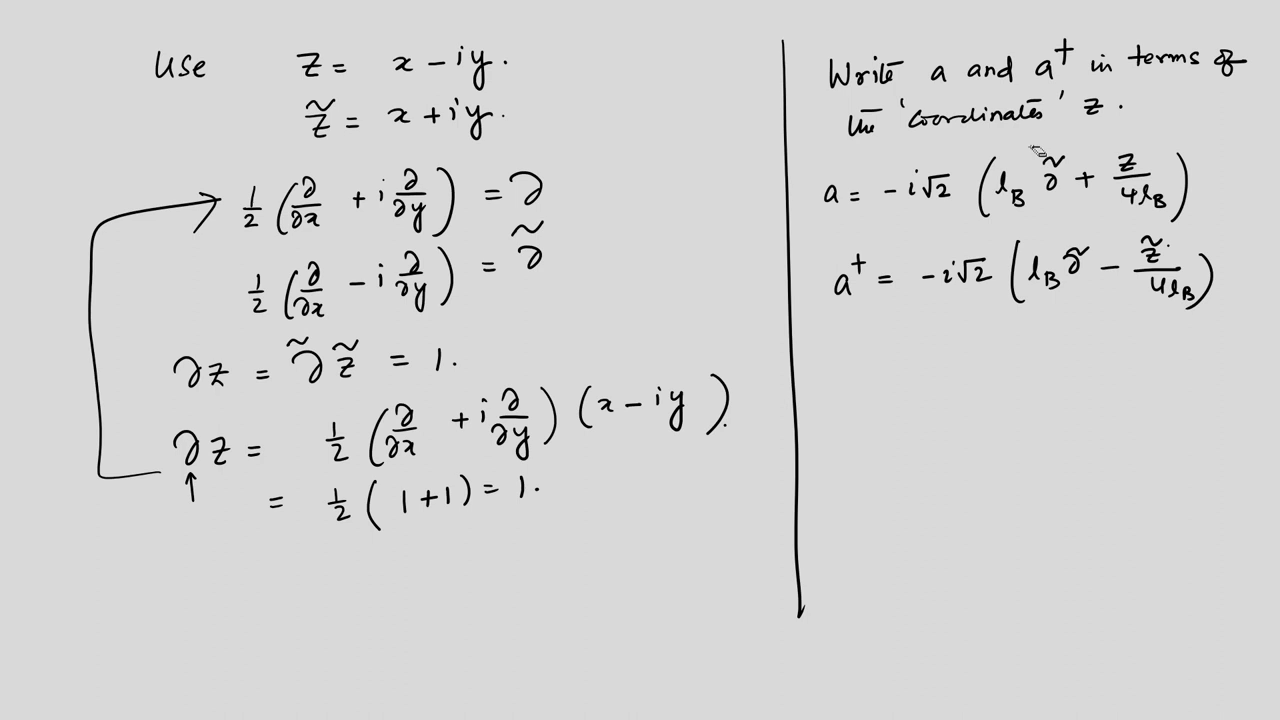 Use z = x - iy.
z̃ = x + iy.
1/2 (∂/∂x + i ∂/∂y) = ∂
1/2 (∂/∂x - i ∂/∂y) = ∂̃
∂z = ∂̃ z̃ = 1.
∂z = 1/2 (∂/∂x + i ∂/∂y) (x - iy)
= 1/2 (1 + 1) = 1.
Write a and a† in terms of
the 'coordinates' z.
a = -i√2 (l_B ∂̃ + z/4l_B)
a† = -i√2 (l_B ∂̃ - z̃/4l_B)